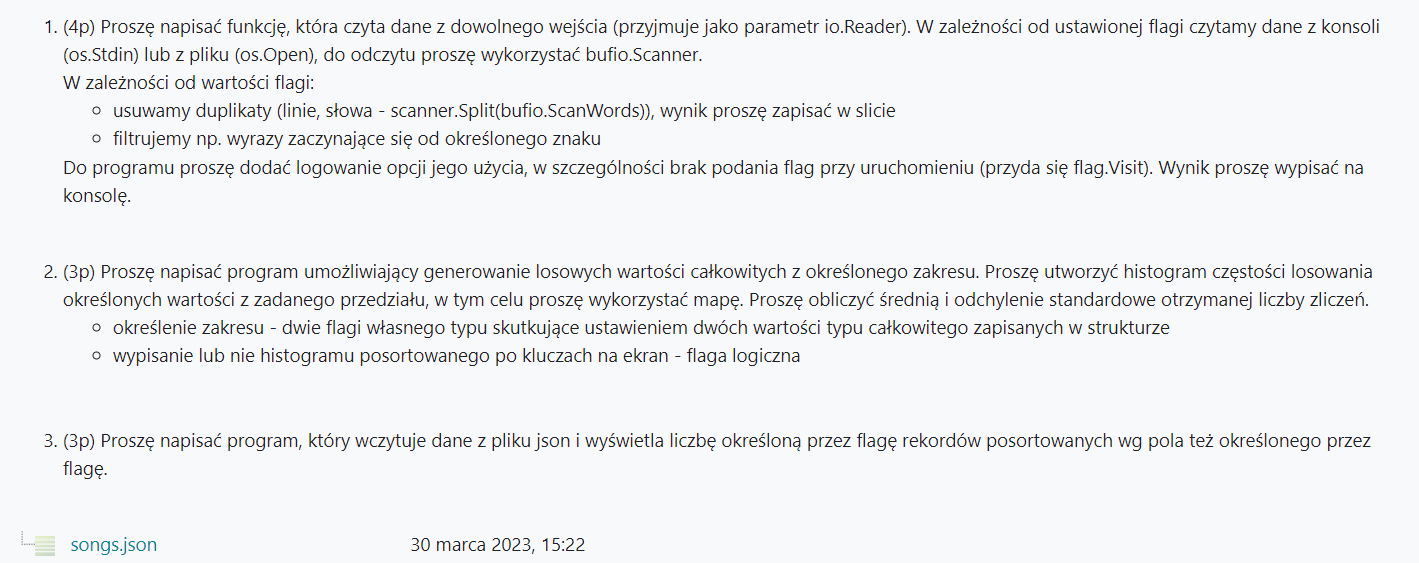 1. (4p) Proszę napisać funkcję, która czyta dane z dowolnego wejścia (przyjmuje jako parametr io.Reader). W zależności od ustawionej flagi czytamy dane z konsoli
(os.Stdin) lub z pliku (os.Open), do odczytu proszę wykorzystać bufio.Scanner.
W zależności od wartości flagi:
usuwamy duplikaty (linie, słowa - scanner.Split(bufio.ScanWords)), wynik proszę zapisać w slicie
filtrujemy np. wyrazy zaczynające się od określonego znaku
Do programu proszę dodać logowanie opcji jego użycia, w szczególności brak podania flag przy uruchomieniu (przyda się flag.Visit). Wynik proszę wypisać na
konsolę.
2. (3p) Proszę napisać program umożliwiający generowanie losowych wartości całkowitych z określonego zakresu. Proszę utworzyć histogram częstości losowania
określonych wartości z zadanego przedziału, w tym celu proszę wykorzystać mapę. Proszę obliczyć średnią i odchylenie standardowe otrzymanej liczby zliczeń.
określenie zakresu - dwie flagi własnego typu skutkujące ustawieniem dwóch wartości typu całkowitego zapisanych w strukturze
wypisanie lub nie histogramu posortowanego po kluczach na ekran - flaga logiczna
3. (3p) Proszę napisać program, który wczytuje dane z pliku json i wyświetla liczbę określoną przez flagę rekordów posortowanych wg pola też określonego przez
flagę.
songs.json 30 marca 2023, 15:22